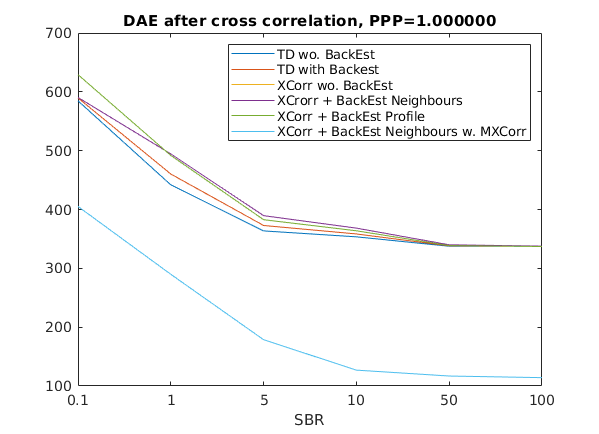 DAE after cross correlation, PPP=1.000000
700
600
500
400
300
200
100
TD wo. BackEst
TD with Backest
XCorr wo. BackEst
XCrorr + BackEst Neighbours
XCorr + BackEst Profile
XCorr + BackEst Neighbours w. MXCorr
0.1 1 5 10 50 100
SBR